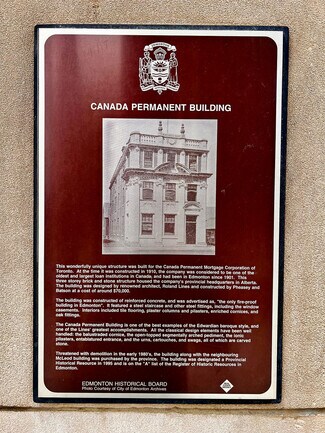 CANADA PERMANENT BUILDING
This wonderfully unique structure was built for the Canada Permanent Mortgage Corporation of
Toronto. At the time it was constructed in 1910, the company was considered to be one of the
oldest and largest loan institutions in Canada, and had been in Edmonton since 1901. This
three storey brick and stone structure housed the company's provincial headquarters in Alberta.
The building was designed by renowned architect, Roland Lines and constructed by Pheasey and
Batson at a cost of around $70,000.
The building was constructed of reinforced concrete, and was advertised as, "the only fire-proof
building in Edmonton". It featured a steel staircase and other steel fittings, including the window
casements. Interiors included tile flooring, plaster columns and pilasters, enriched cornices, and
oak fittings.
The Canada Permanent Building is one of the best examples of the Edwardian baroque style, and
one of the Lines' greatest accomplishments. All the classical design elements have been well
handled: the balustraded cornice, the open-topped segmentally arched pediment, the Ionic
pilasters, entablatured entrance, and the urns, cartouches, and swags, all of which are carved
stone.
Threatened with demolition in the early 1980's, the building along with the neighbouring
McLeod building was purchased by the province. The building was designated a Provincial
Historical Resource in 1995 and is on the "A" list of the Register of Historic Resources in
Edmonton.
EDMONTON HISTORICAL BOARD
Photo Courtesy of City of Edmonton Archives